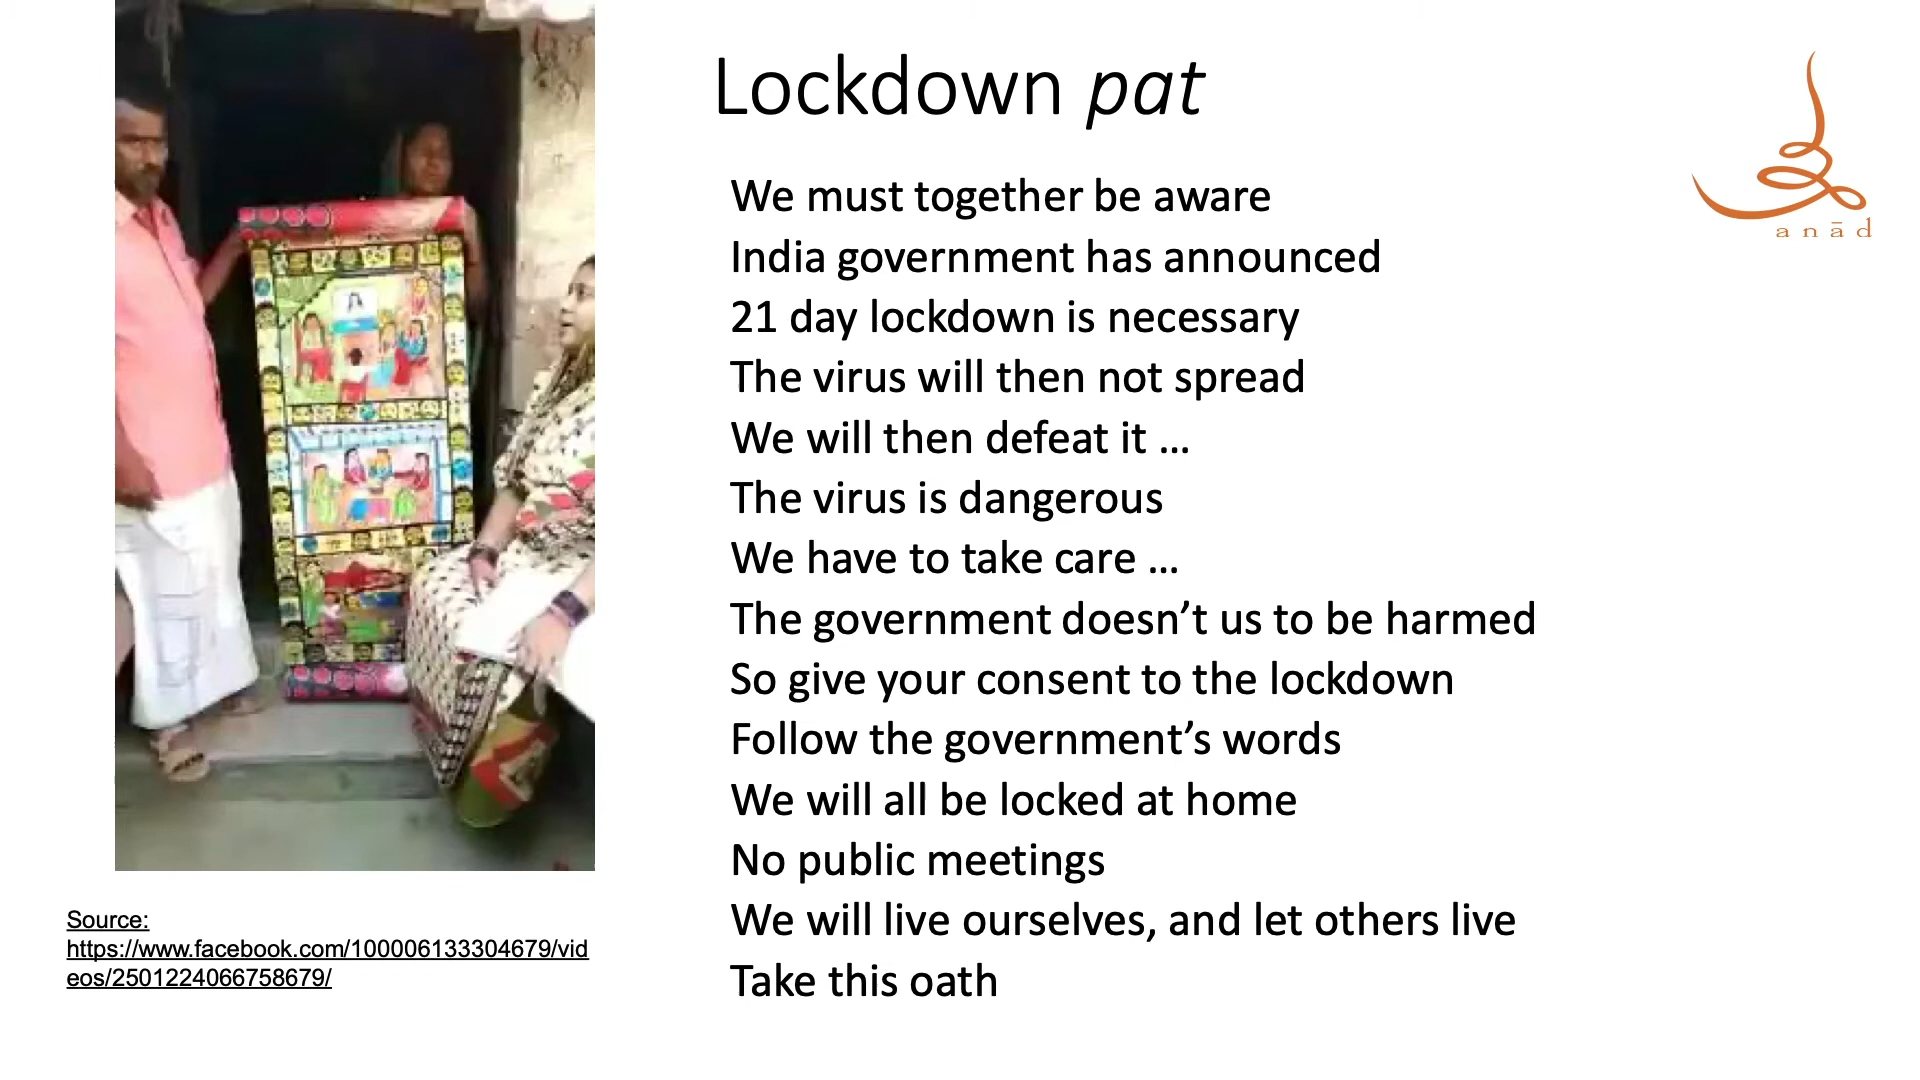 Lockdown pat
anād
We must together be aware
India government has announced
21 day lockdown is necessary
The virus will then not spread
We will then defeat it …
The virus is dangerous
We have to take care …
The government doesn’t us to be harmed
So give your consent to the lockdown
Follow the government’s words
We will all be locked at home
No public meetings
We will live ourselves, and let others live
Take this oath
Source:
https://www.facebook.com/100006133304679/vid
eos/2501224066758679/